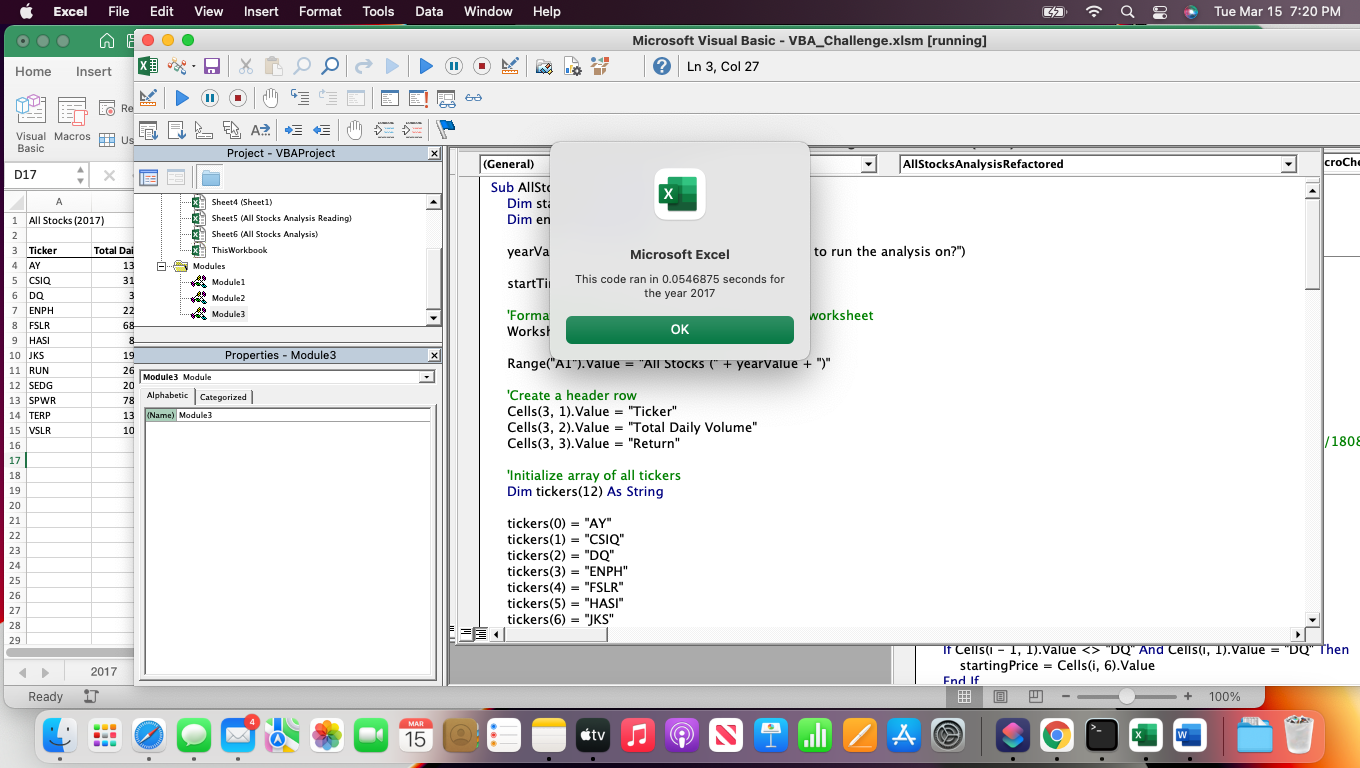 Excel File Edit View Insert Format Tools Data Window Help Tue Mar 15 7:20 PM
Microsoft Visual Basic - VBA_Challenge.xlsm [running]
Home Insert
Ln 3, Col 27
Visual Basic
Macros
Re
Us
D17
Project - VBAProject
Sheet4 (Sheet1)
Sheet5 (All Stocks Analysis Reading)
Sheet6 (All Stocks Analysis)
ThisWorkbook
Modules
Module1
Module2
Module3
Properties - Module3
Module3 Module
Alphabetic Categorized
(Name) Module3
A
1 All Stocks (2017)
2
3 Ticker Total Dai
4 AY 13
5 CSIQ 31
6 DQ 3
7 ENPH 22
8 FSLR 68
9 HASI 8
10 JKS 19
11 RUN 26
12 SEDG 20
13 SPWR 78
14 TERP 13
15 VSLR 10
16
17
18
19
20
21
22
23
24
25
26
27
28
29
2017
Ready
100%
(General)
AllStocksAnalysisRefactored
croChe
Sub AllSto
Dim sta
Dim en
yearVa to run the analysis on?")
startTi
'Forma worksheet
Worksh
Range("A1").Value = "All Stocks (" + yearValue + ")"
'Create a header row
Cells(3, 1).Value = "Ticker"
Cells(3, 2).Value = "Total Daily Volume"
Cells(3, 3).Value = "Return"
'Initialize array of all tickers
Dim tickers(12) As String
tickers(0) = "AY"
tickers(1) = "CSIQ"
tickers(2) = "DQ"
tickers(3) = "ENPH"
tickers(4) = "FSLR"
tickers(5) = "HASI"
tickers(6) = "JKS"
/1808
If Cells(i - 1, 1).Value <> "DQ" And Cells(i, 1).Value = "DQ" Then
startingPrice = Cells(i, 6).Value
End If
Microsoft Excel
This code ran in 0.0546875 seconds for
the year 2017
OK
4
MAR
15
tv